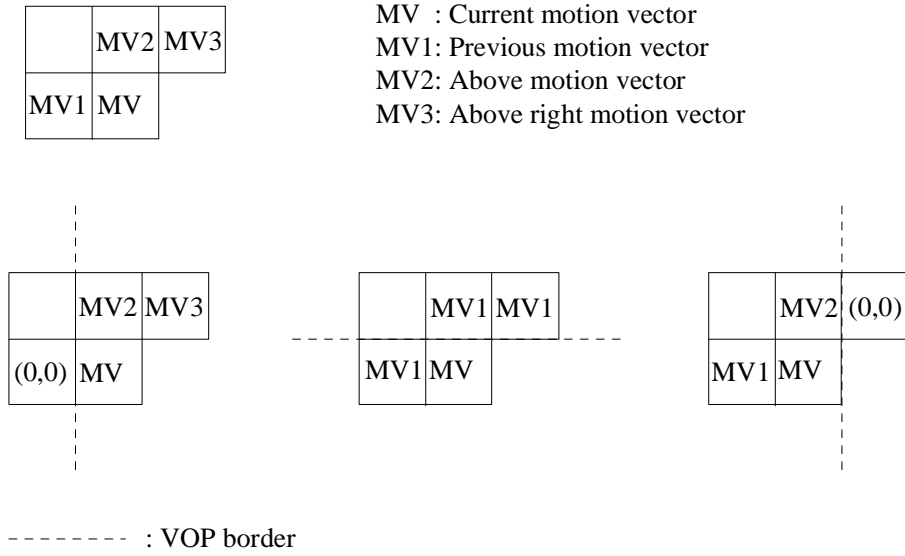 MV2 MV3
MV1 MV
MV : Current motion vector
MV1: Previous motion vector
MV2: Above motion vector
MV3: Above right motion vector
MV2 MV3
(0,0) MV
MV1 MV1
MV1 MV
MV2 (0,0)
MV1 MV
: VOP border